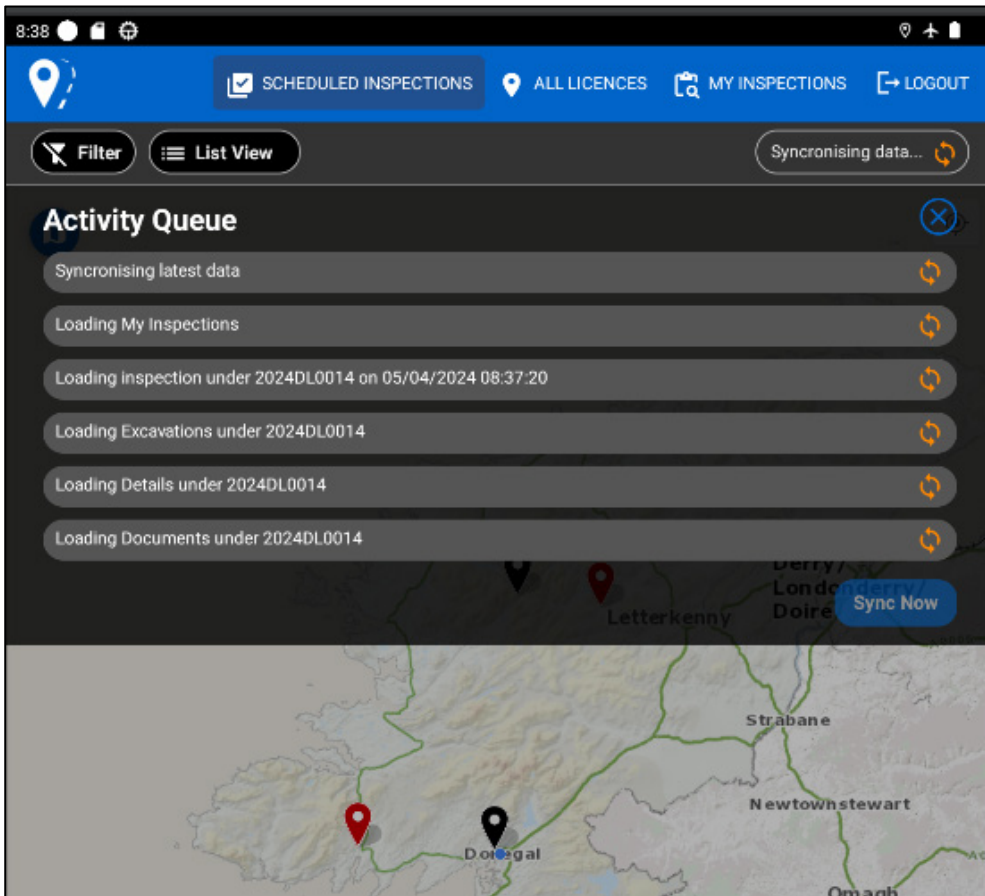 8:38
SCHEDULED INSPECTIONS
ALL LICENCES
MY INSPECTIONS
LOGOUT
Filter
List View
Syncronising data...
Activity Queue
Syncronising latest data
Loading My Inspections
Loading inspection under 2024DL0014 on 05/04/2024 08:37:20
Loading Excavations under 2024DL0014
Loading Details under 2024DL0014
Loading Documents under 2024DL0014
Derry/
Londonderry/
Doire
Sync Now
Letterkenny
Strabane
Newtownstewart
Donegal
Omagh